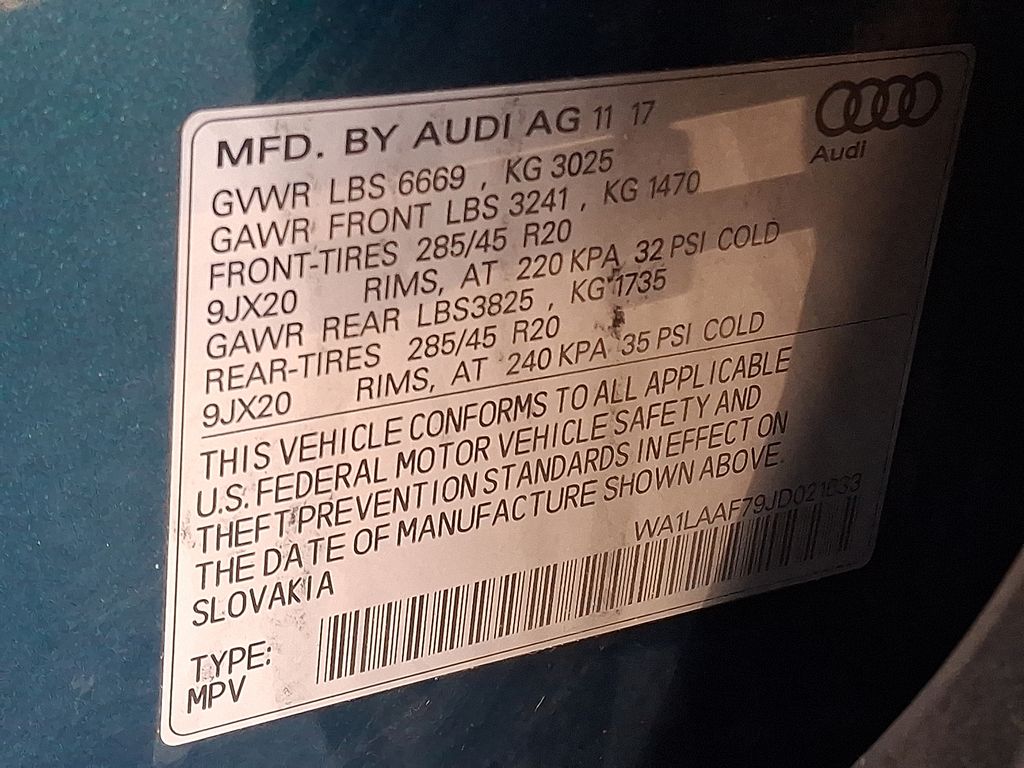 MFD. BY AUDI AG 11 17
Audi
GVWR LBS 6669 , KG 3025
GAWR FRONT LBS 3241 , KG 1470
FRONT-TIRES 285/45 R20
9JX20 RIMS, AT 220 KPA 32 PSI COLD
GAWR REAR LBS3825 , KG 1735
REAR-TIRES 285/45 R20
9JX20 RIMS, AT 240 KPA 35 PSI COLD
THIS VEHICLE CONFORMS TO ALL APPLICABLE
U.S. FEDERAL MOTOR VEHICLE SAFETY AND
THEFT PREVENTION STANDARDS IN EFFECT ON
THE DATE OF MANUFACTURE SHOWN ABOVE.
SLOVAKIA
WA1LAAF79JD021033
TYPE:
MPV